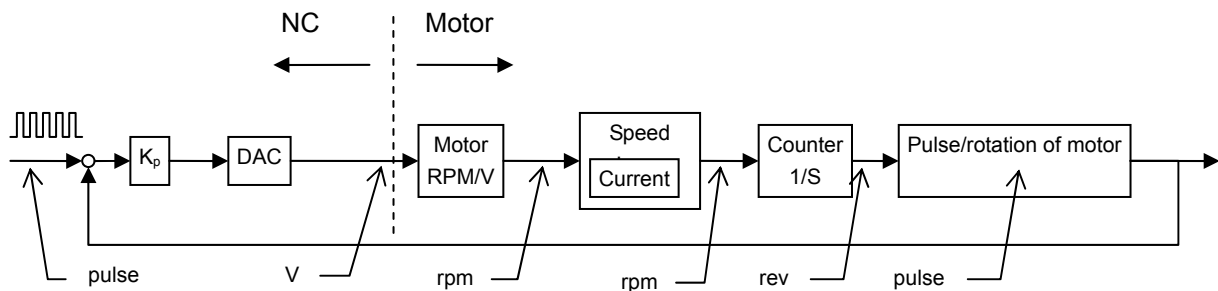 NC
Motor
Kp
DAC
Motor
RPM/V
Speed
Current
Counter
1/S
Pulse/rotation of motor
pulse
V
rpm
rpm
rev
pulse